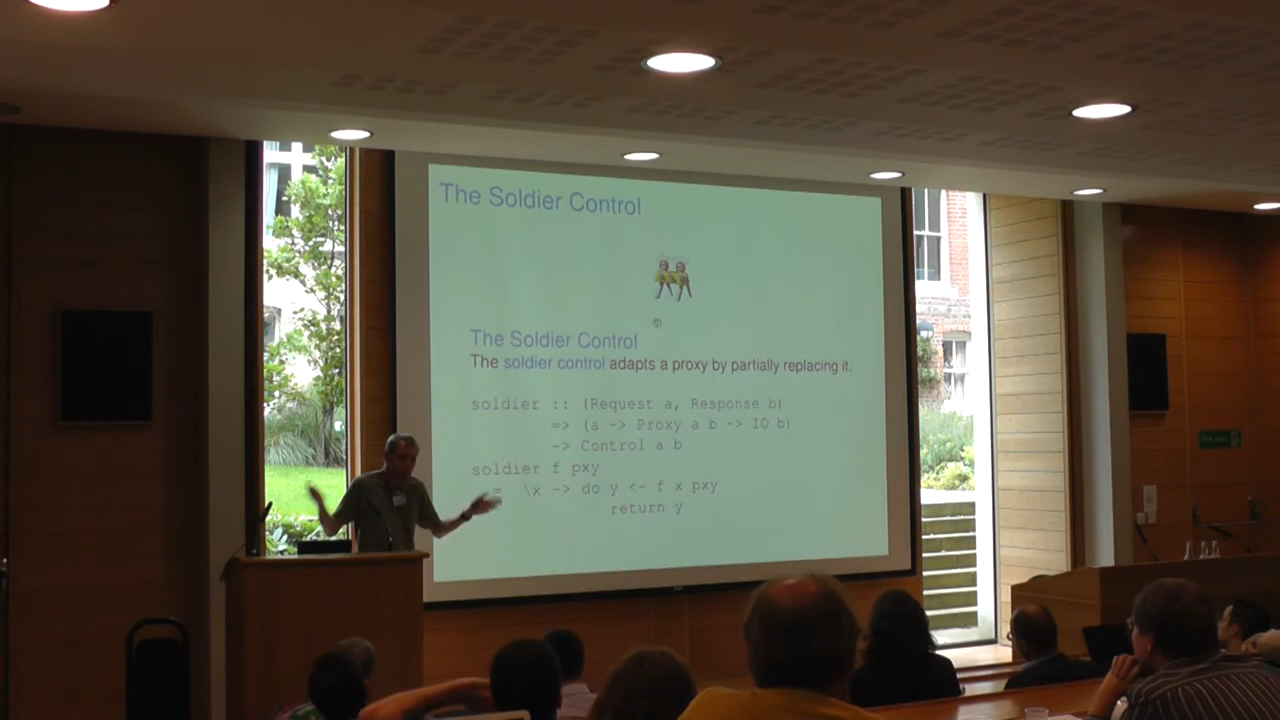 The Soldier Control
The Soldier Control
The soldier control adapts a proxy by partially replacing it.
soldier :: (Request a, Response b)
=> (a -> Proxy a b -> IO b)
-> Control a b
soldier f pxy
= \x -> do y <- f x pxy
return y